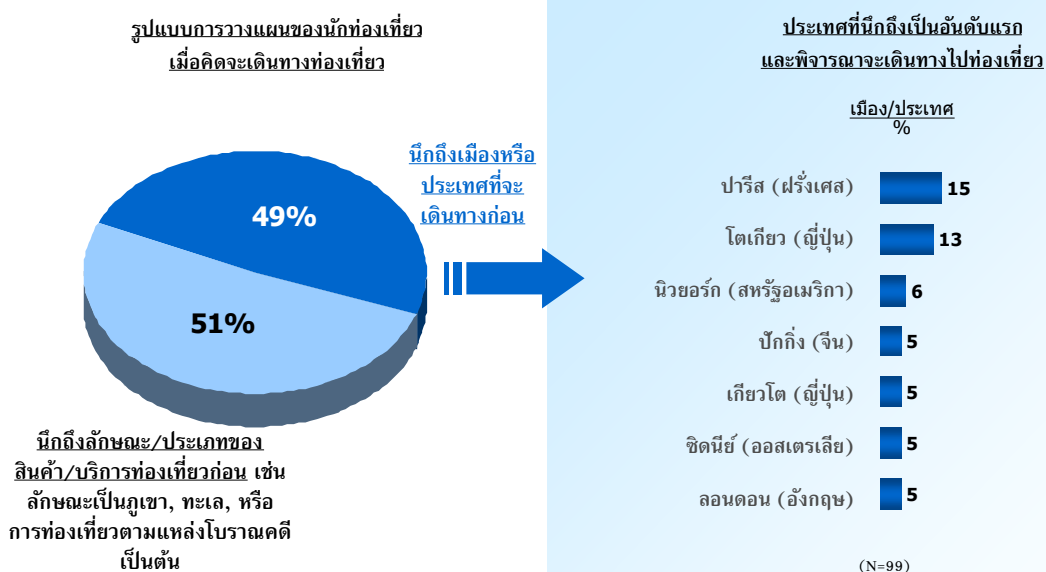 รูปแบบการวางแผนของนักท่องเที่ยว
เมื่อคิดจะเดินทางท่องเที่ยว
49%
51%
นึกถึงเมืองหรือ
ประเทศที่จะ
เดินทางก่อน
นึกถึงลักษณะ/ประเภทของ
สินค้า/บริการท่องเที่ยวก่อน เช่น
ลักษณะเป็นภูเขา, ทะเล, หรือ
การท่องเที่ยวตามแหล่งโบราณคดี
เป็นต้น
ประเทศที่นึกถึงเป็นอันดับแรก
และพิจารณาจะเดินทางไปท่องเที่ยว
เมือง/ประเทศ
%
ปารีส (ฝรั่งเศส) 15
โตเกียว (ญี่ปุ่น) 13
นิวยอร์ก (สหรัฐอเมริกา) 6
ปักกิ่ง (จีน) 5
เกียวโต (ญี่ปุ่น) 5
ซิดนีย์ (ออสเตรเลีย) 5
ลอนดอน (อังกฤษ) 5
(N=99)